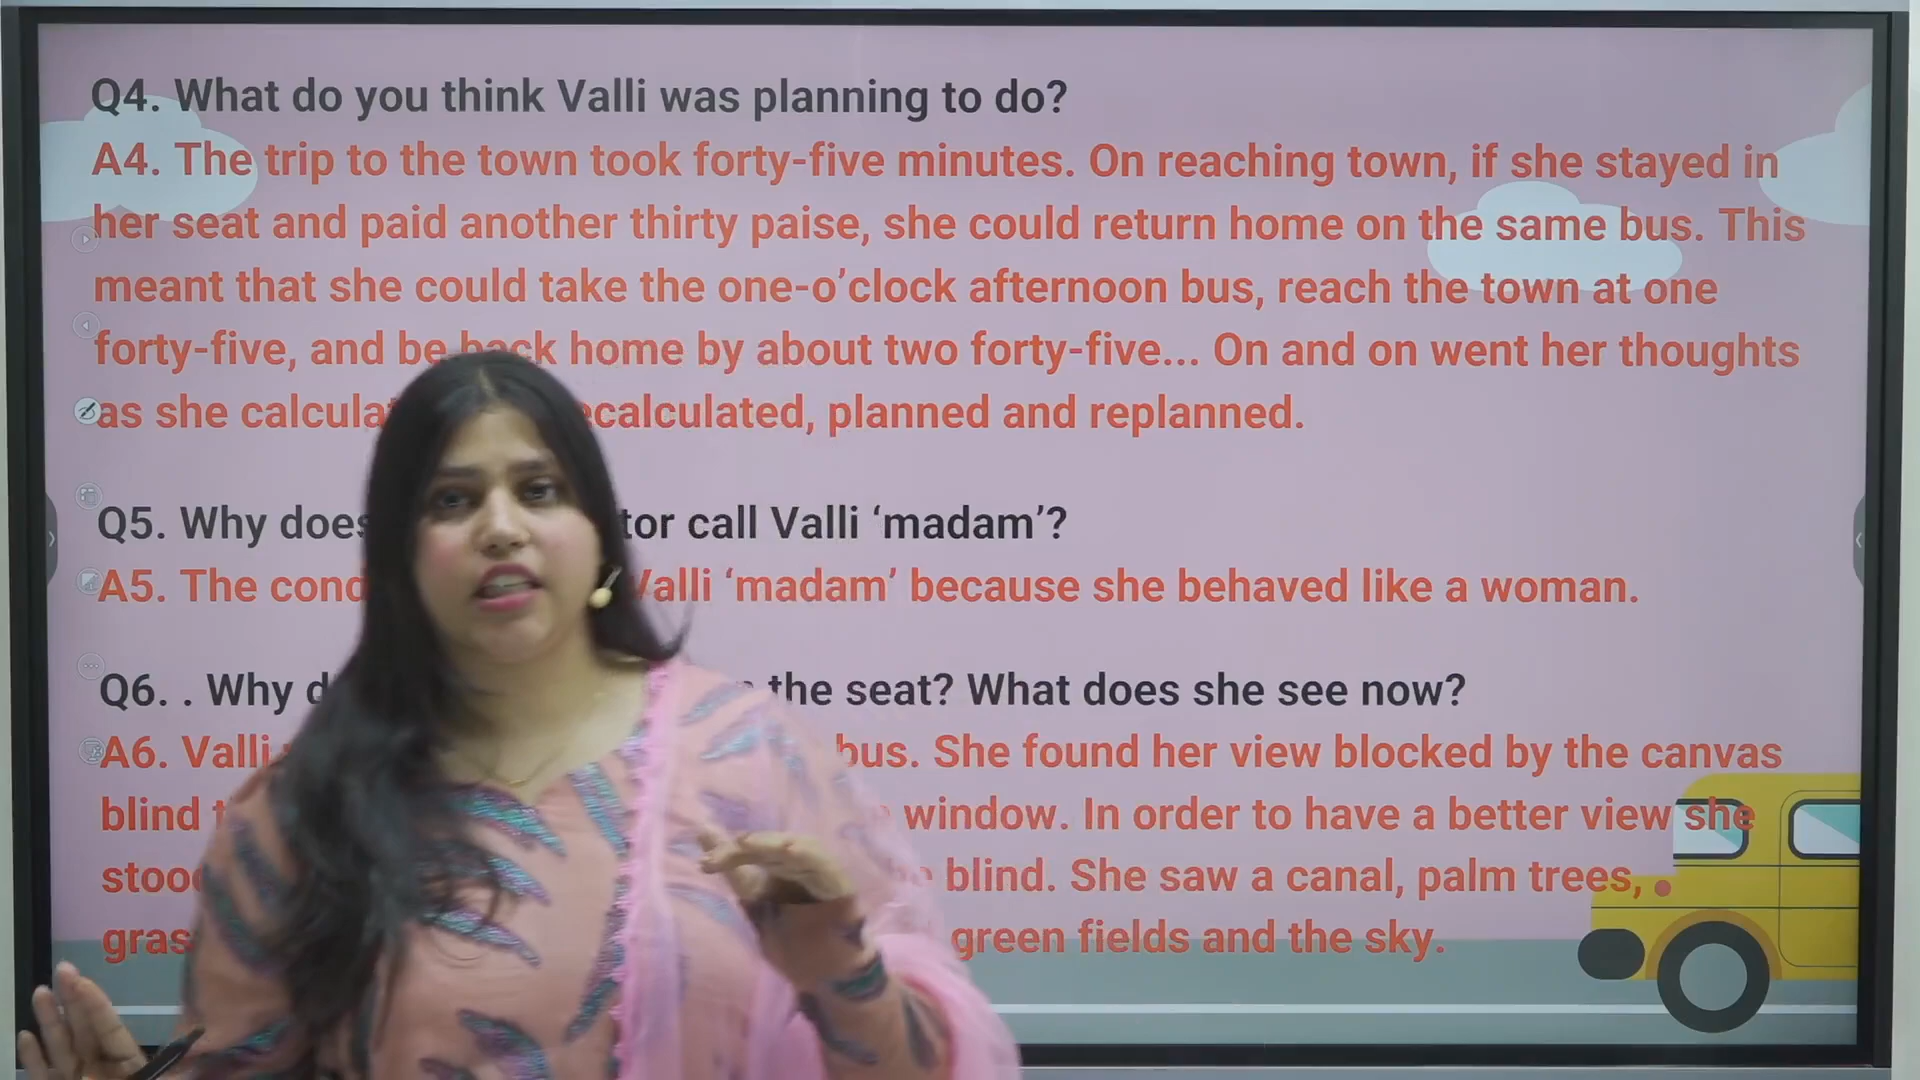 Q4. What do you think Valli was planning to do?
A4. The trip to the town took forty-five minutes. On reaching town, if she stayed in
her seat and paid another thirty paise, she could return home on the same bus. This
meant that she could take the one-o’clock afternoon bus, reach the town at one
forty-five, and be back home by about two forty-five... On and on went her thoughts
as she planned and replanned.
Q5. Why does call Valli ‘madam’?
A5. The Valli ‘madam’ because she behaved like a woman.
Q6. . Why the seat? What does she see now?
A6. Valli bus. She found her view blocked by the canvas
blind window. In order to have a better view she
blind. She saw a canal, palm trees,
green fields and the sky.